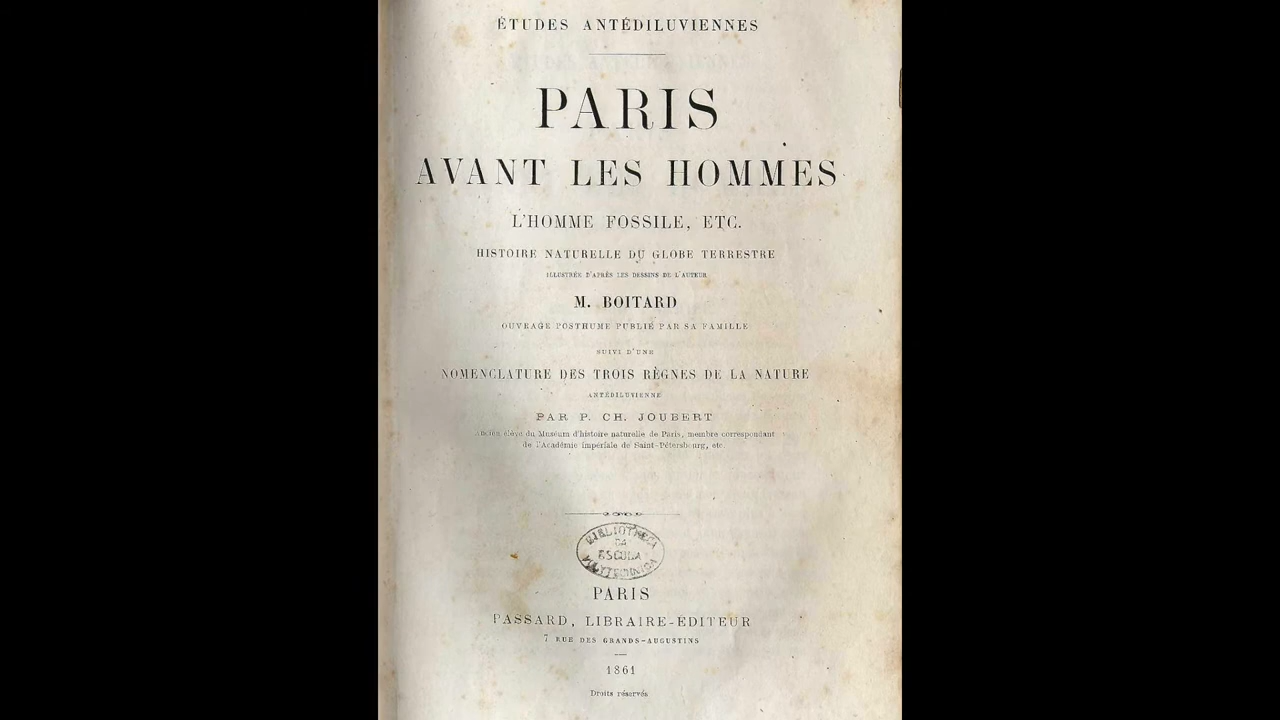 ÉTUDES ANTÉDILUVIENNES
PARIS
AVANT LES HOMMES
L'HOMME FOSSILE, ETC.
HISTOIRE NATURELLE DU GLOBE TERRESTRE
ILLUSTRÉE D'APRÈS LES DESSINS DE L'AUTEUR
M. BOITARD
OUVRAGE POSTHUME PUBLIÉ PAR SA FAMILLE
SUIVI D'UNE
NOMENCLATURE DES TROIS RÈGNES DE LA NATURE
ANTÉDILUVIENNE
PAR P. CH. JOUBERT
Ancien élève du Muséum d'histoire naturelle de Paris, membre correspondant
de l'Académie impériale de Saint-Pétersbourg, etc.
BIBLIOTHECA
DA
ESCOLA
POLYTECHNICA
PARIS
PASSARD, LIBRAIRE-ÉDITEUR
7 RUE DES GRANDS-AUGUSTINS
1861
Droits réservés